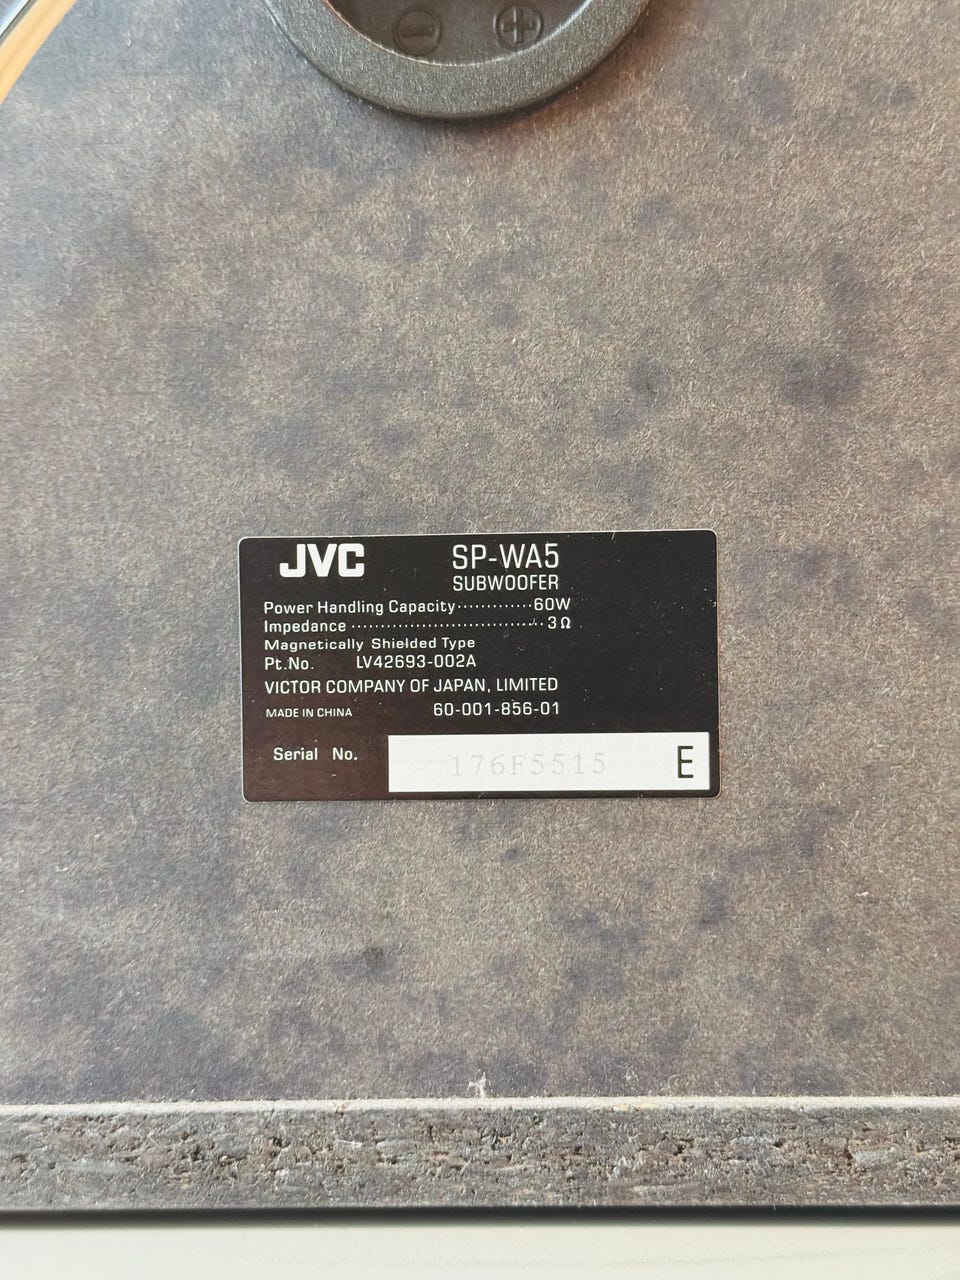 - +
JVC SP-WA5
SUBWOOFER
Power Handling Capacity·············60W
Impedance ································3Ω
Magnetically Shielded Type
Pt.No. LV42693-002A
VICTOR COMPANY OF JAPAN, LIMITED
MADE IN CHINA 60-001-856-01
Serial No. 176F5515 E